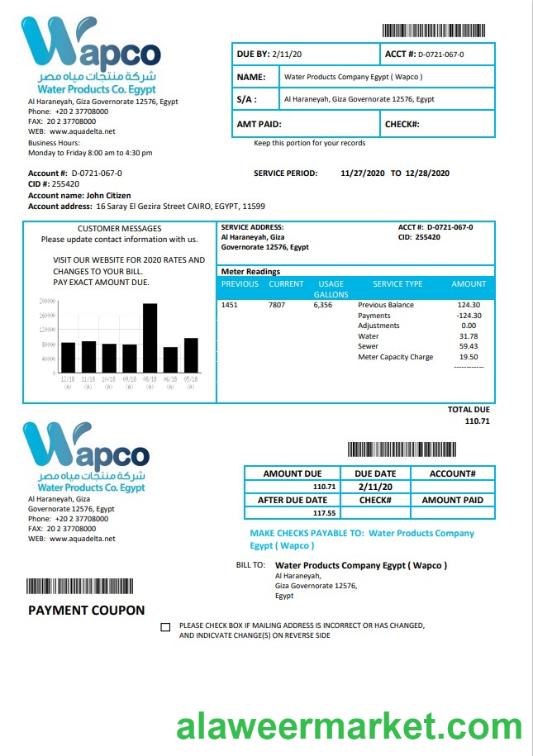 Wapco
شركة منتجات مياه مصر
Water Products Co. Egypt
Al Haraneyah, Giza Governorate 12576, Egypt
Phone: +20 2 37708000
FAX: 20 2 37708000
WEB: www.aquadelta.net
Business Hours:
Monday to Friday 8:00 am to 4:30 pm
DUE BY: 2/11/20 ACCT #: D-0721-067-0
NAME: Water Products Company Egypt ( Wapco )
S/A : Al Haraneyah, Giza Governorate 12576, Egypt
AMT PAID: CHECK#:
Keep this portion for your records
Account #: D-0721-067-0
CID #: 255420
Account name: John Citizen
Account address: 16 Saray El Gezira Street CAIRO, EGYPT, 11599
SERVICE PERIOD: 11/27/2020 TO 12/28/2020
CUSTOMER MESSAGES
Please update contact information with us.
VISIT OUR WEBSITE FOR 2020 RATES AND
CHANGES TO YOUR BILL.
PAY EXACT AMOUNT DUE.
200000
160000
120000
80000
40000
0
12/18 11/18 10/18 09/18 08/18 06/18 05/18
(A) (A) (A) (A) (A) (A) (A)
SERVICE ADDRESS:
Al Haraneyah, Giza
Governorate 12576, Egypt
ACCT #: D-0721-067-0
CID: 255420
Meter Readings
PREVIOUS CURRENT USAGE GALLONS SERVICE TYPE AMOUNT
1451 7807 6,356 Previous Balance 124.30
Payments -124.30
Adjustments 0.00
Water 31.78
Sewer 59.43
Meter Capacity Charge 19.50
------------
TOTAL DUE
110.71
Wapco
شركة منتجات مياه مصر
Water Products Co. Egypt
Al Haraneyah, Giza
Governorate 12576, Egypt
Phone: +20 2 37708000
FAX: 20 2 37708000
WEB: www.aquadelta.net
AMOUNT DUE DUE DATE ACCOUNT#
110.71 2/11/20
AFTER DUE DATE CHECK# AMOUNT PAID
117.55
MAKE CHECKS PAYABLE TO: Water Products Company
Egypt ( Wapco )
BILL TO: Water Products Company Egypt ( Wapco )
Al Haraneyah,
Giza Governorate 12576,
Egypt
PAYMENT COUPON
PLEASE CHECK BOX IF MAILING ADDRESS IS INCORRECT OR HAS CHANGED,
AND INDICVATE CHANGE(S) ON REVERSE SIDE
alaweermarket.com